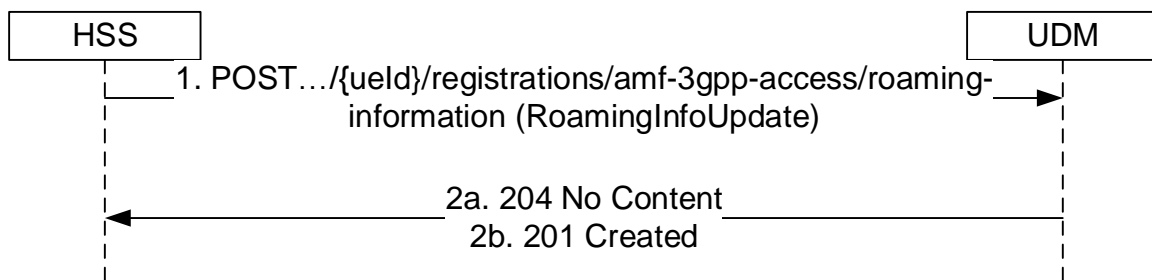 HSS
UDM
1. POST…/{ueId}/registrations/amf-3gpp-access/roaming-
information (RoamingInfoUpdate)
2a. 204 No Content
2b. 201 Created